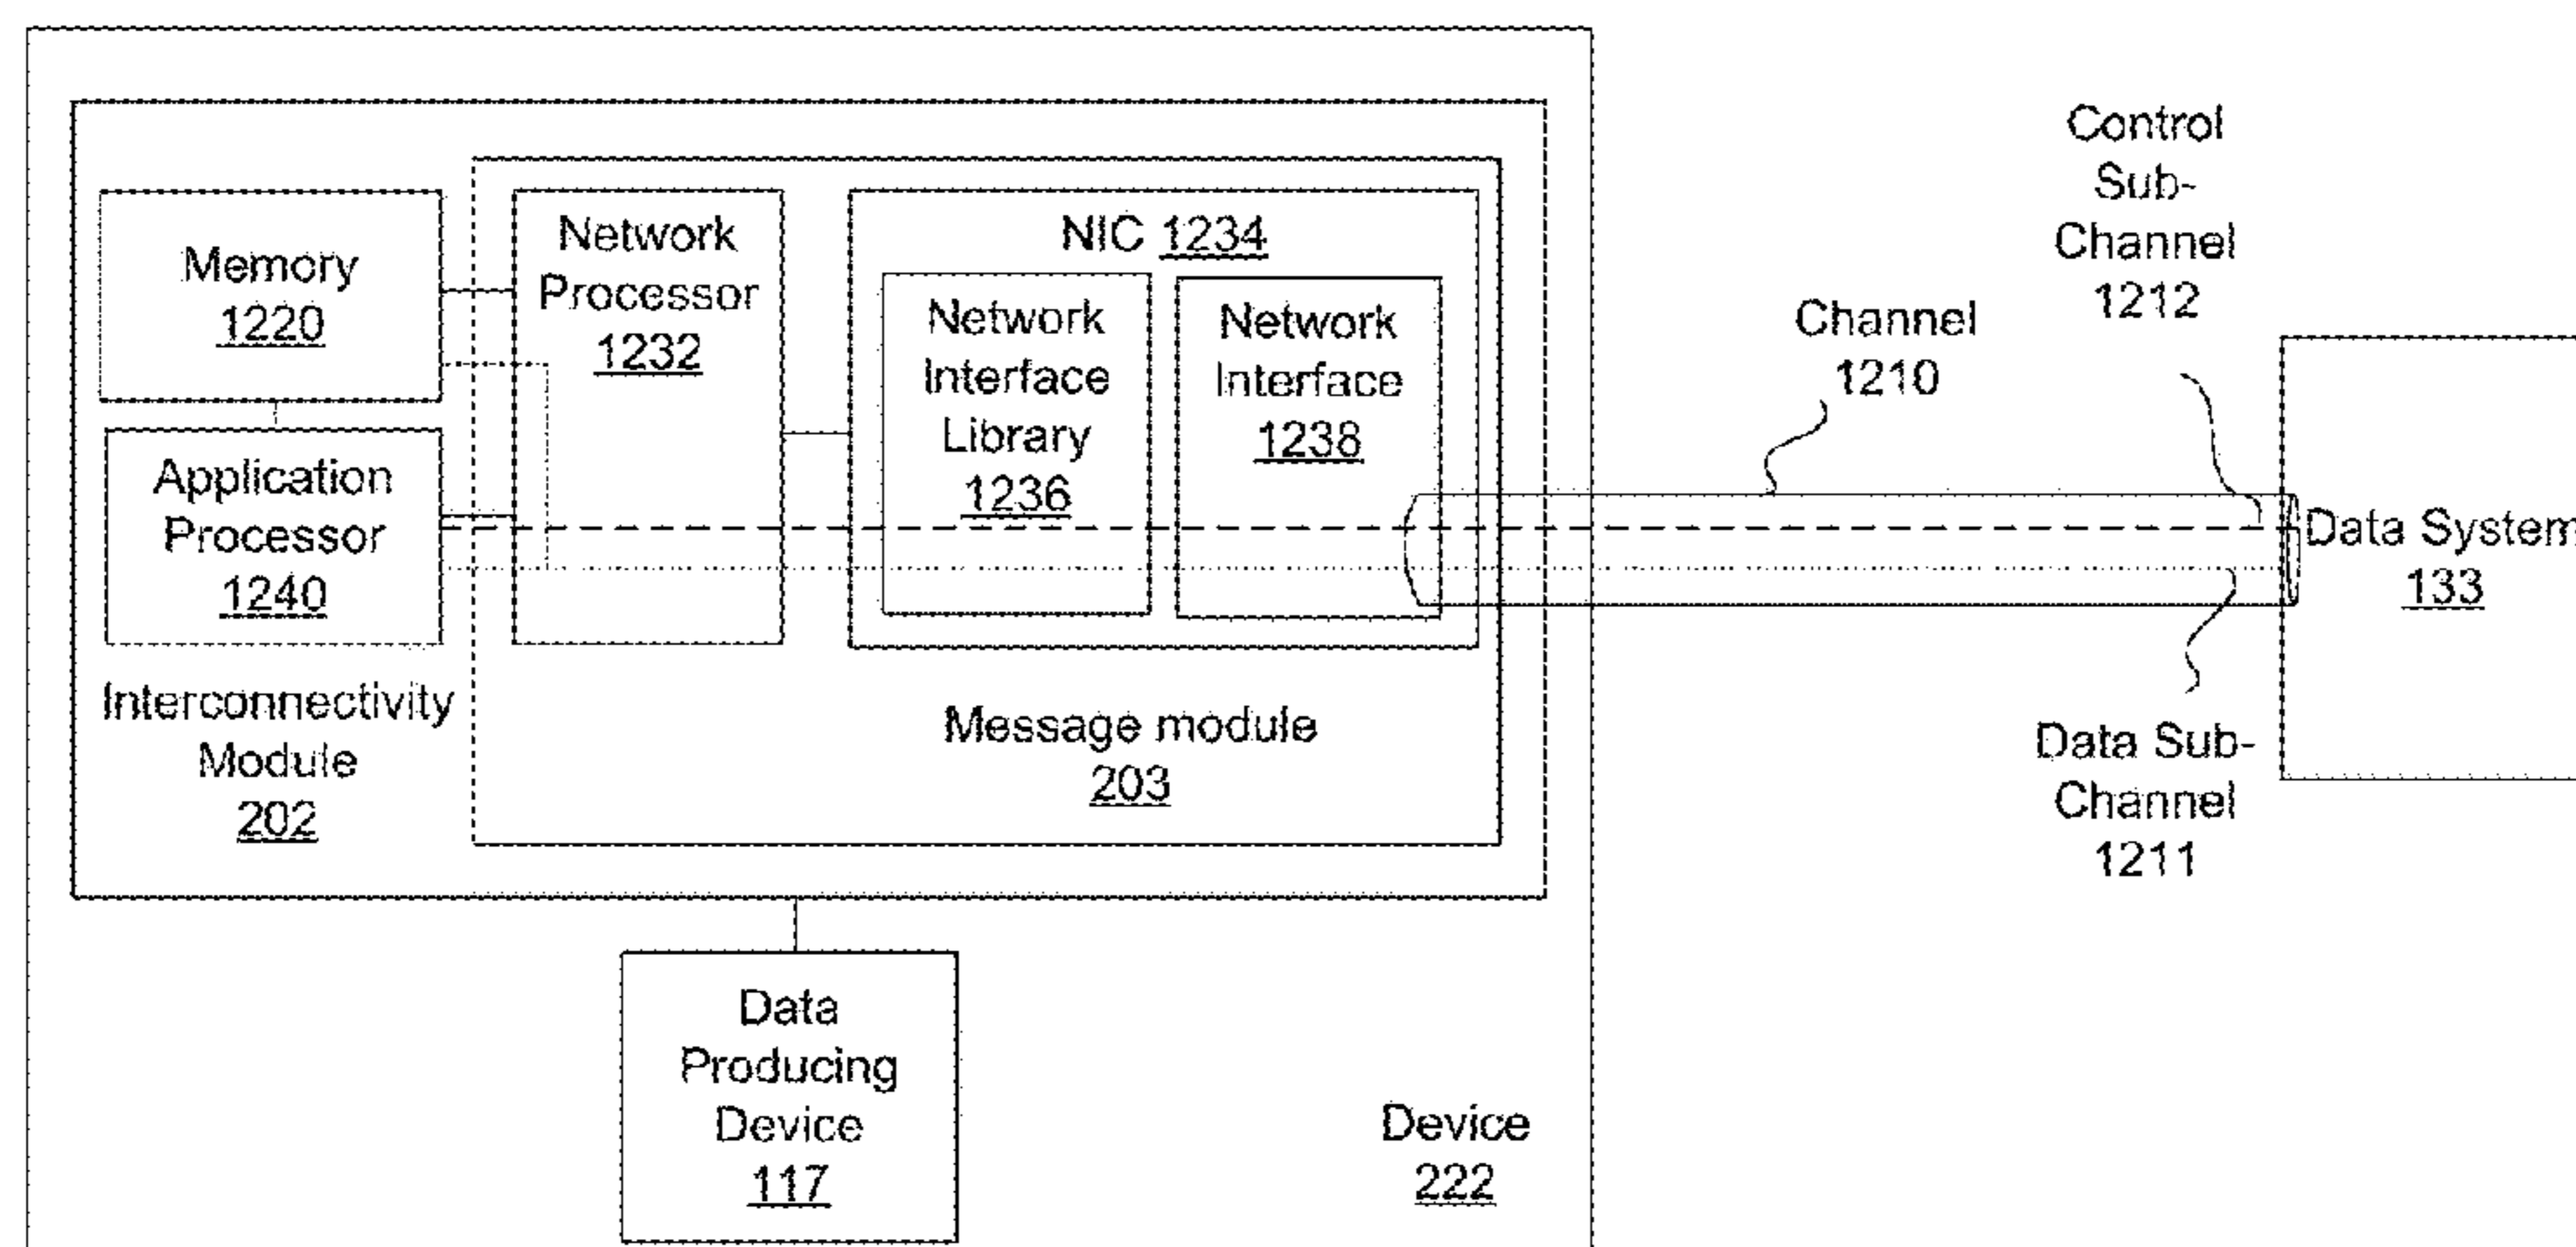 Memory
1220
Application
Processor
1240
Interconnectivity
Module
202
Network
Processor
1232
NIC 1234
Network
Interface
Library
1236
Network
Interface
1238
Message module
203
Data
Producing
Device
117
Device
222
Channel
1210
Control
Sub-
Channel
1212
Data System
133
Data Sub-
Channel
1211